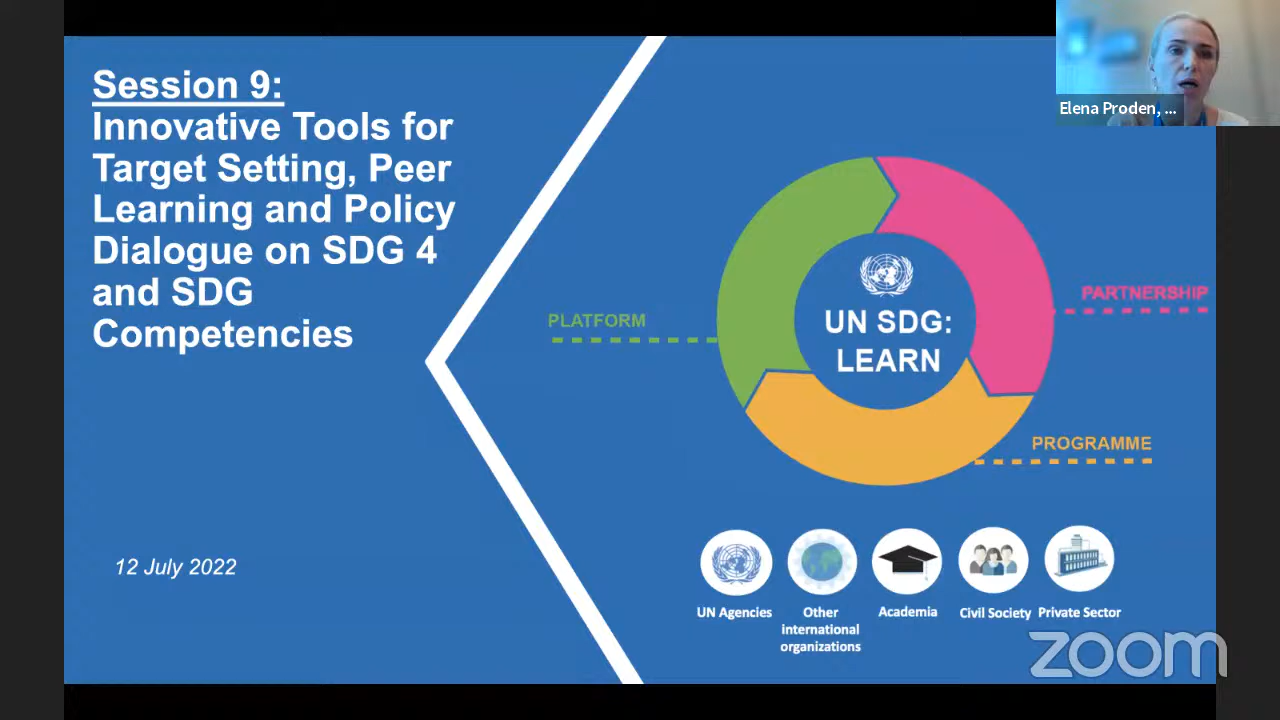 Session 9:
Innovative Tools for
Target Setting, Peer
Learning and Policy
Dialogue on SDG 4
and SDG
Competencies
12 July 2022
Elena Proden, ...
PLATFORM
PARTNERSHIP
UN SDG:
LEARN
PROGRAMME
UN Agencies
Other
international
organizations
Academia
Civil Society
Private Sector
zoom